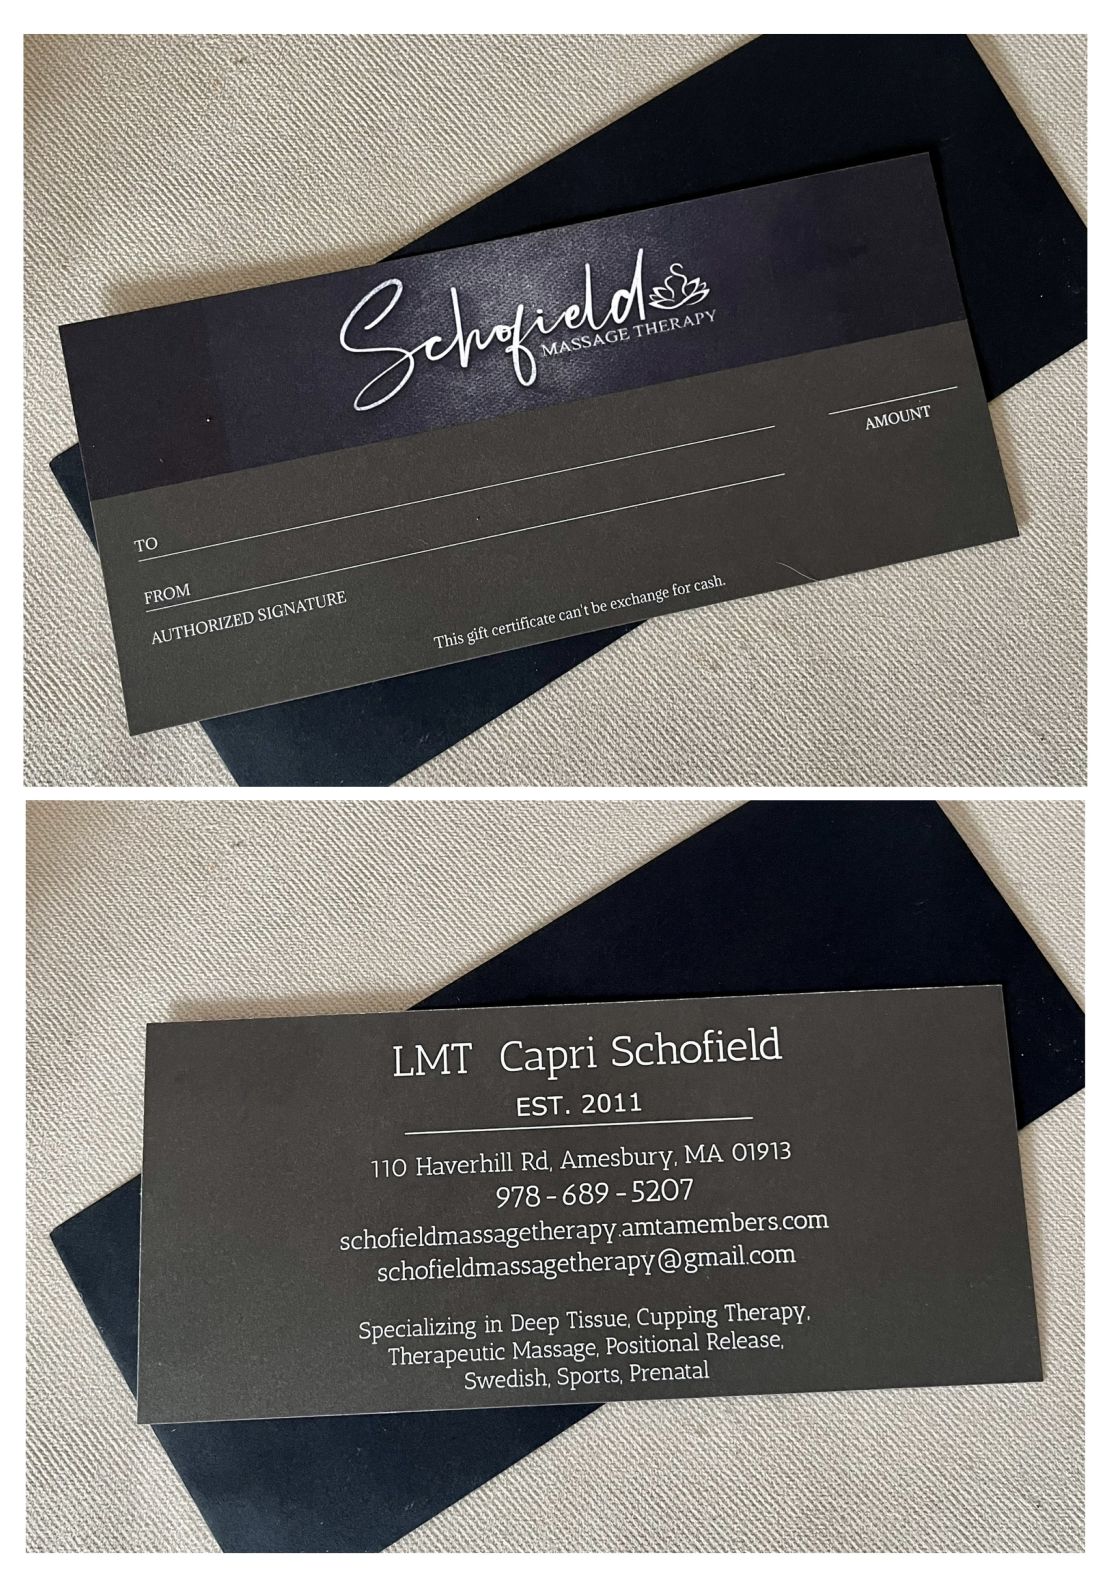 Schofield
MASSAGE THERAPY
AMOUNT
TO
FROM
AUTHORIZED SIGNATURE
This gift certificate can't be exchange for cash.
LMT Capri Schofield
EST. 2011
110 Haverhill Rd, Amesbury, MA 01913
978-689-5207
schofieldmassagetherapy.amtamembers.com
schofieldmassagetherapy@gmail.com
Specializing in Deep Tissue, Cupping Therapy,
Therapeutic Massage, Positional Release,
Swedish, Sports, Prenatal